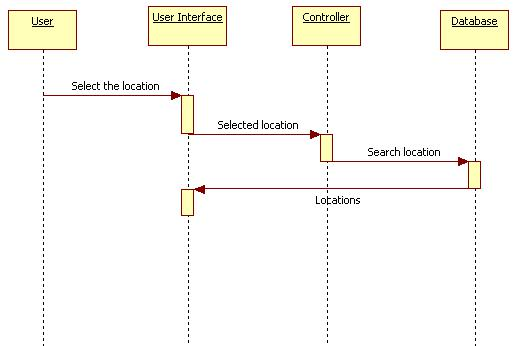 User
User Interface
Controller
Database
Select the location
Selected location
Search location
Locations